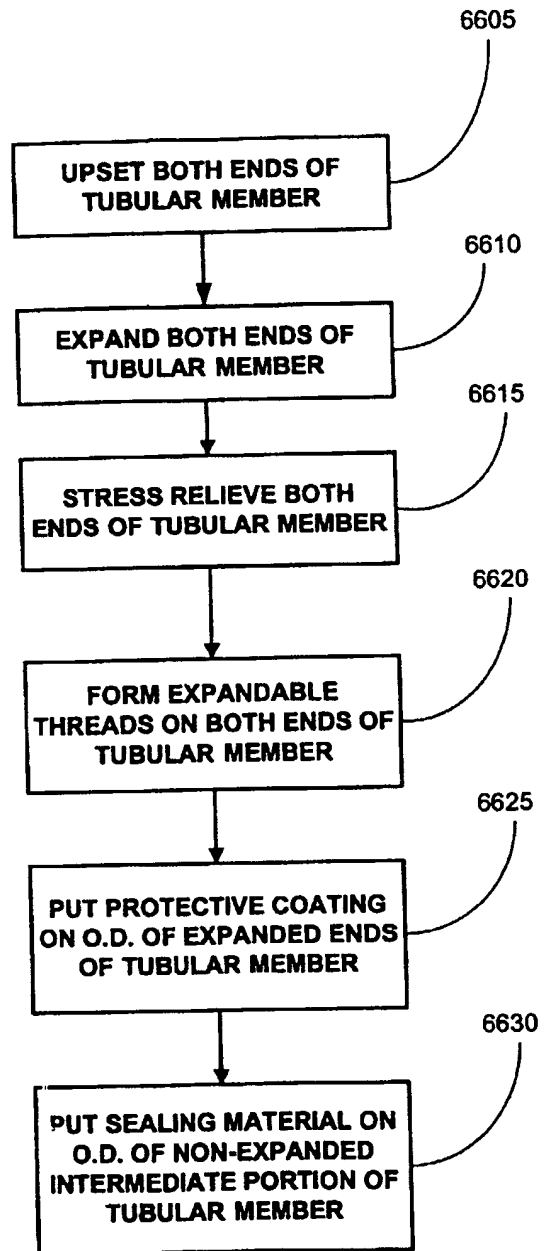 6605
UPSET BOTH ENDS OF
TUBULAR MEMBER
6610
EXPAND BOTH ENDS OF
TUBULAR MEMBER
6615
STRESS RELIEVE BOTH
ENDS OF TUBULAR MEMBER
6620
FORM EXPANDABLE
THREADS ON BOTH ENDS OF
TUBULAR MEMBER
6625
PUT PROTECTIVE COATING
ON O.D. OF EXPANDED ENDS
OF TUBULAR MEMBER
6630
PUT SEALING MATERIAL ON
O.D. OF NON-EXPANDED
INTERMEDIATE PORTION OF
TUBULAR MEMBER